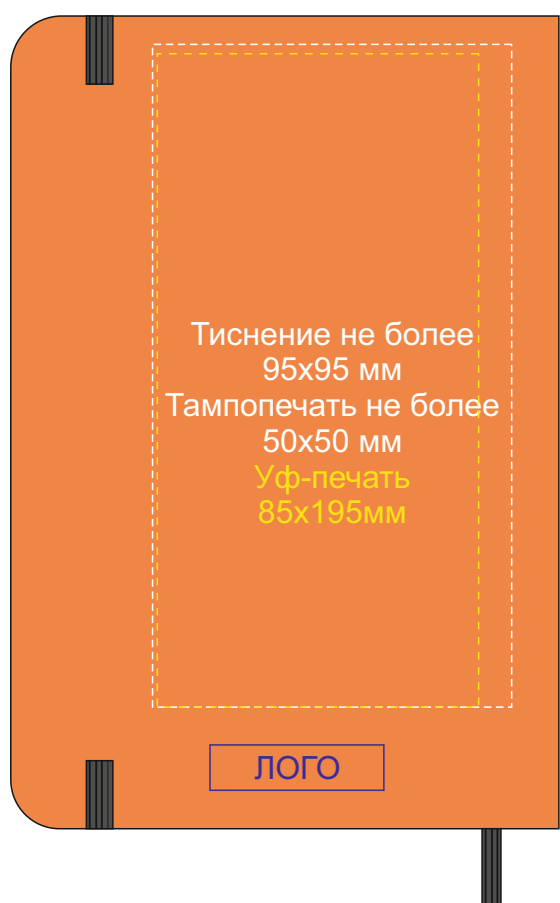 Тиснение не более
95х95 мм
Тампопечать не более
50х50 мм
Уф-печать
85х195мм
ЛОГО